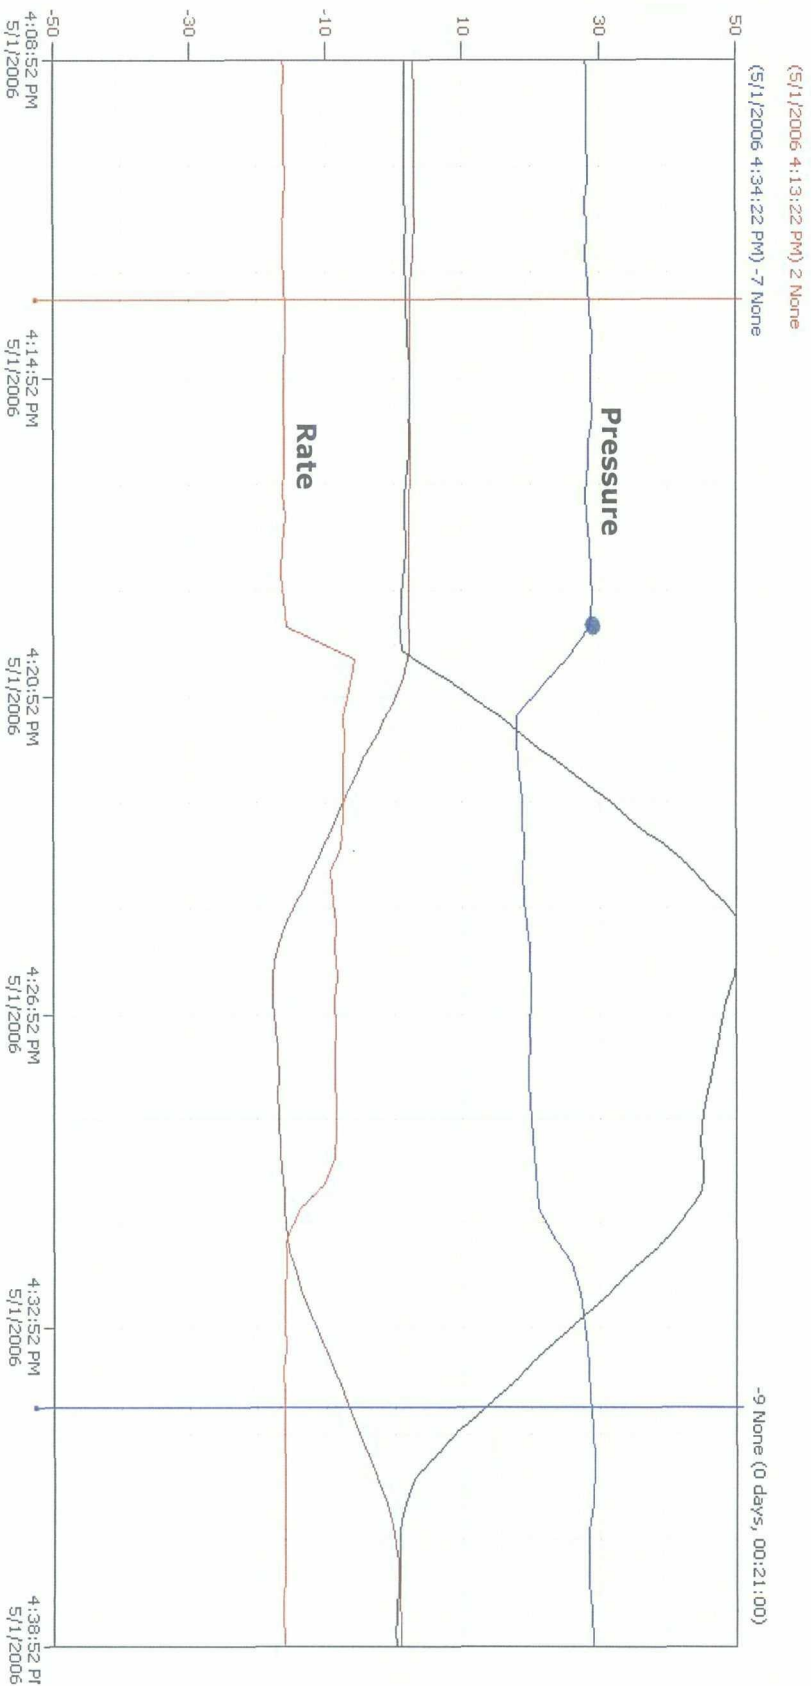 (5/1/2006 4:13:22 PM) 2 None
(5/1/2006 4:34:22 PM) -7 None
-9 None (0 days, 00:21:00)
50
30
10
-10
-30
-50
Pressure
Rate
4:08:52 PM
5/1/2006
4:14:52 PM
5/1/2006
4:20:52 PM
5/1/2006
4:26:52 PM
5/1/2006
4:32:52 PM
5/1/2006
4:38:52 PM
5/1/2006